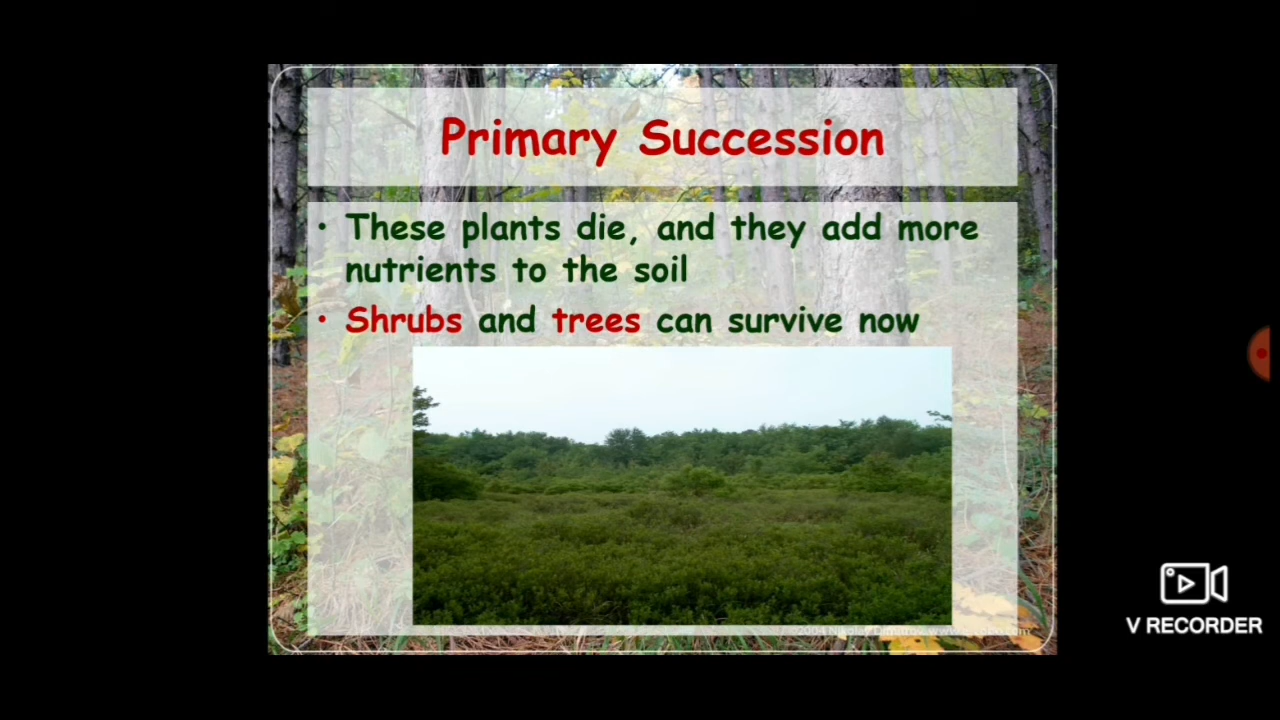 Primary Succession
• These plants die, and they add more
nutrients to the soil
• Shrubs and trees can survive now
V RECORDER